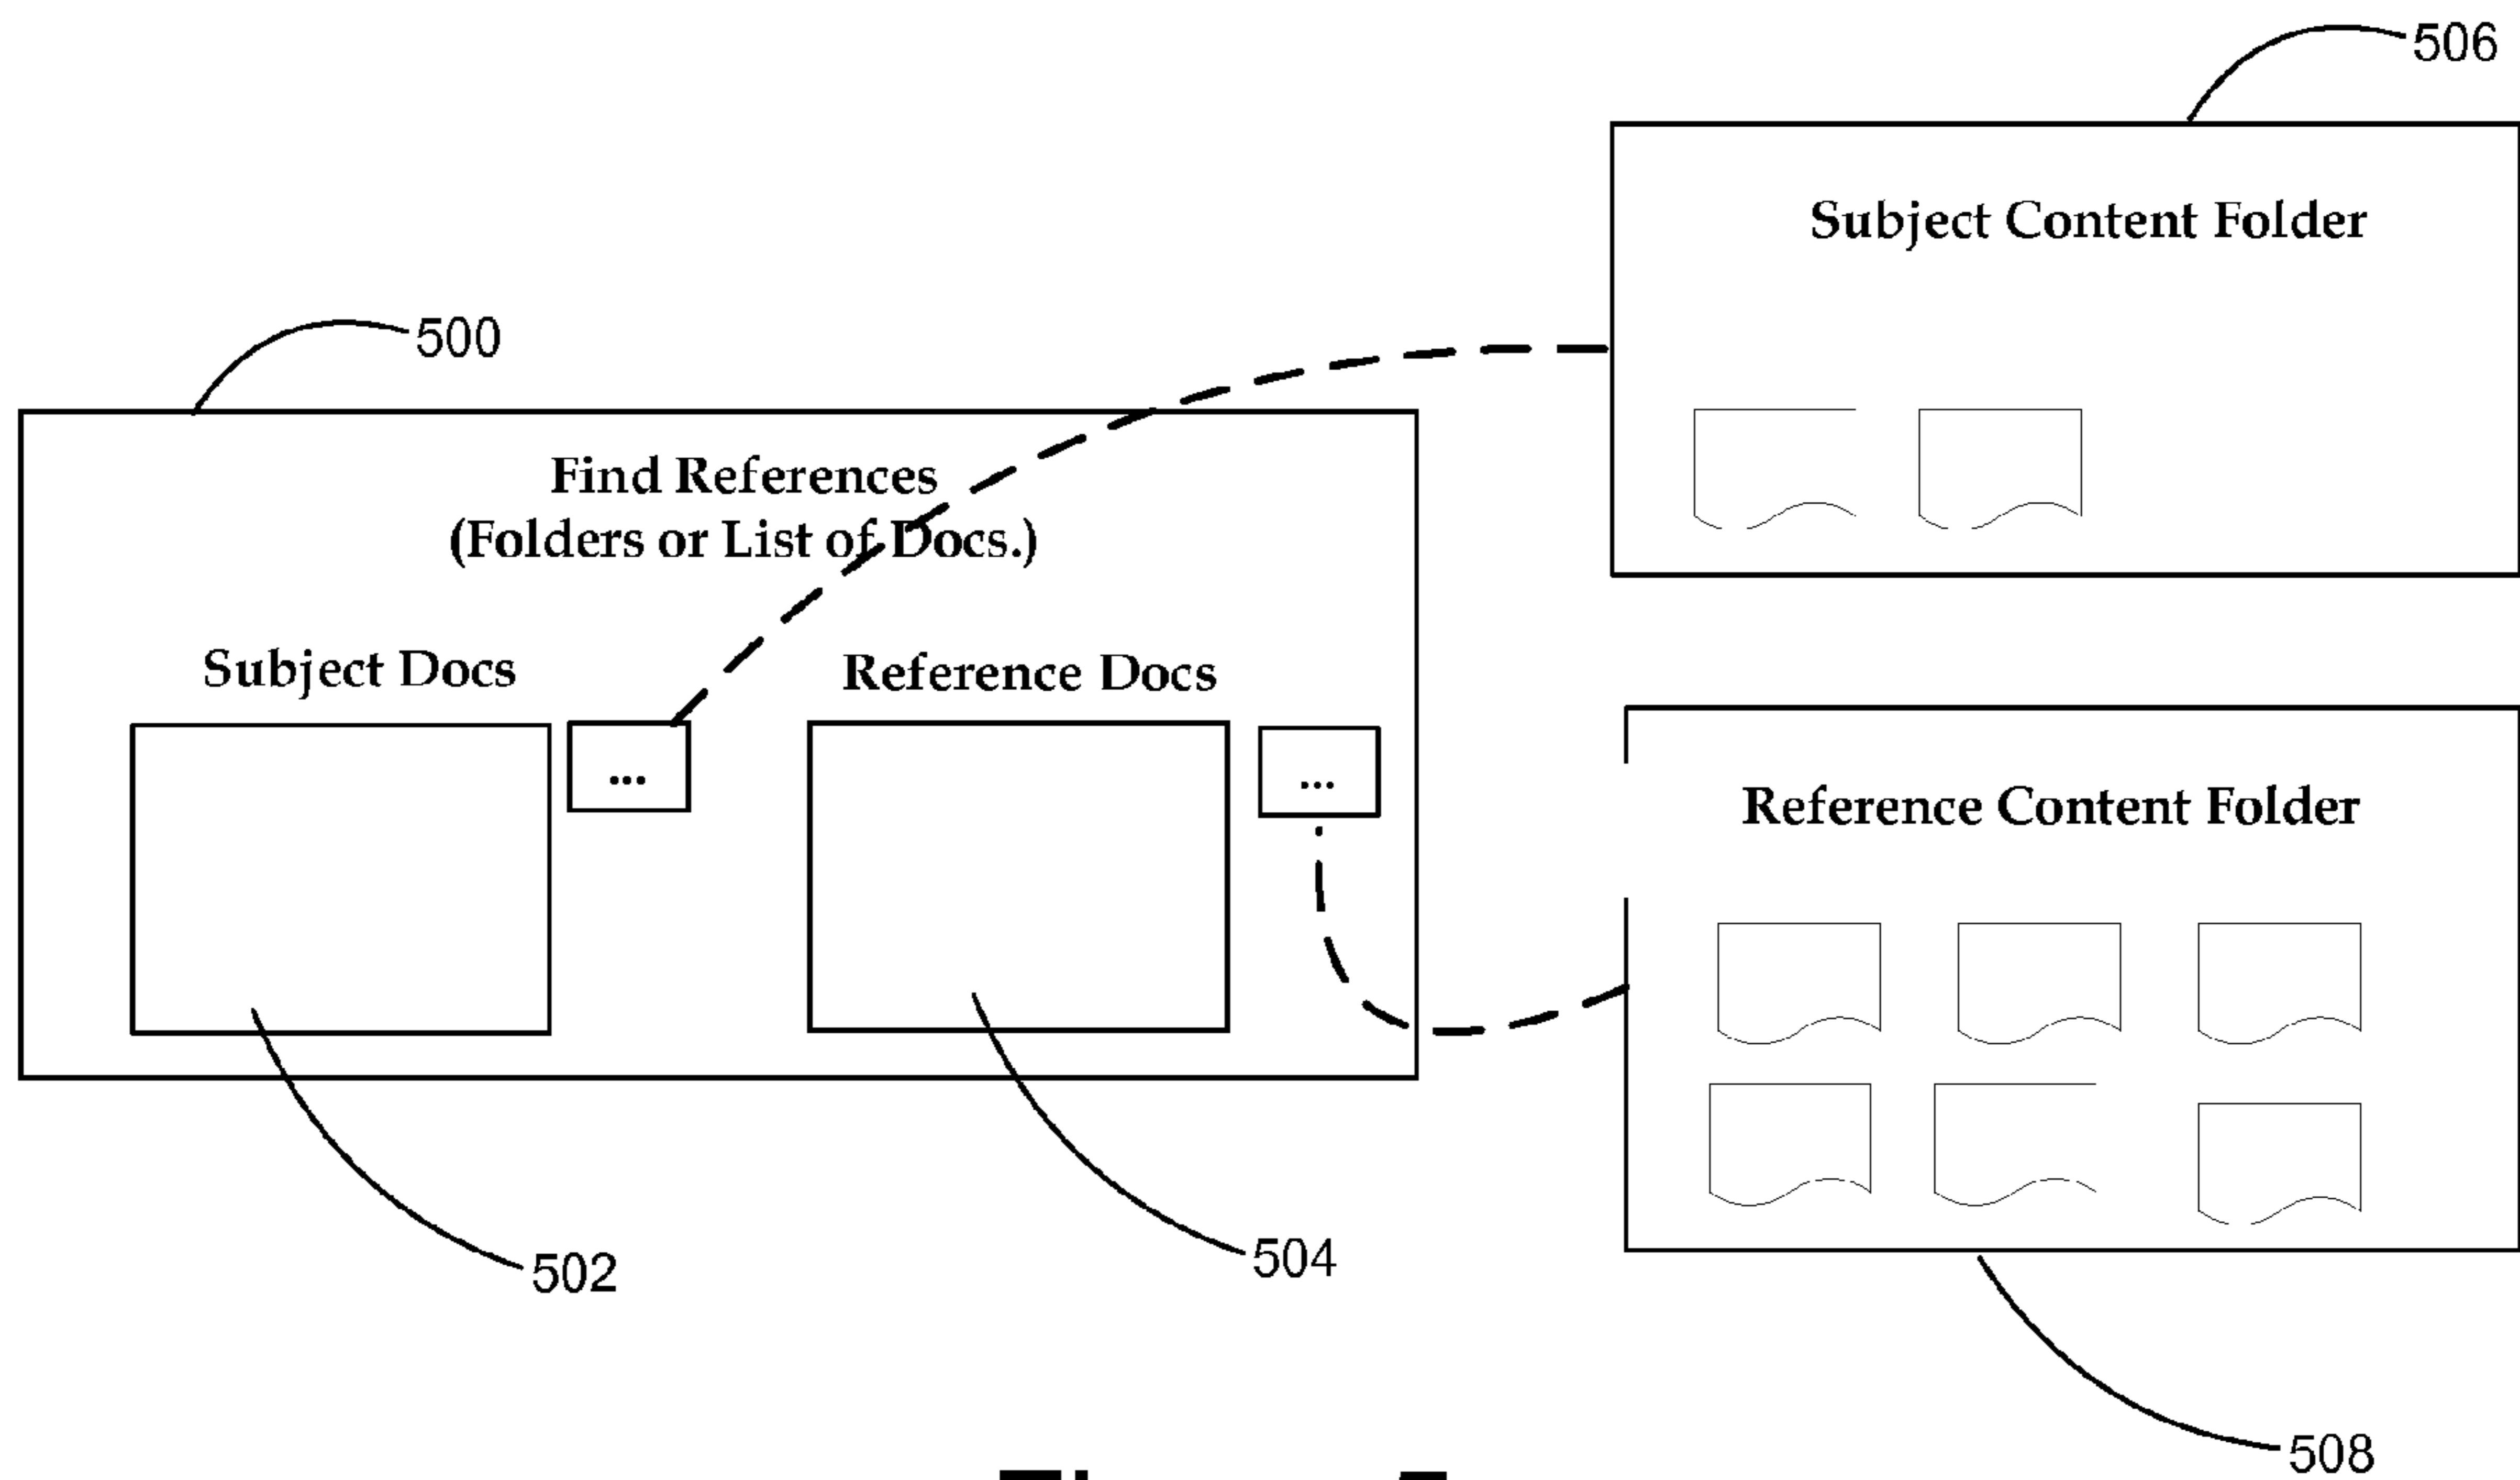 506
Subject Content Folder
500
Find References
(Folders or List of Docs.)
Subject Docs
Reference Docs
...
...
Reference Content Folder
502
504
508